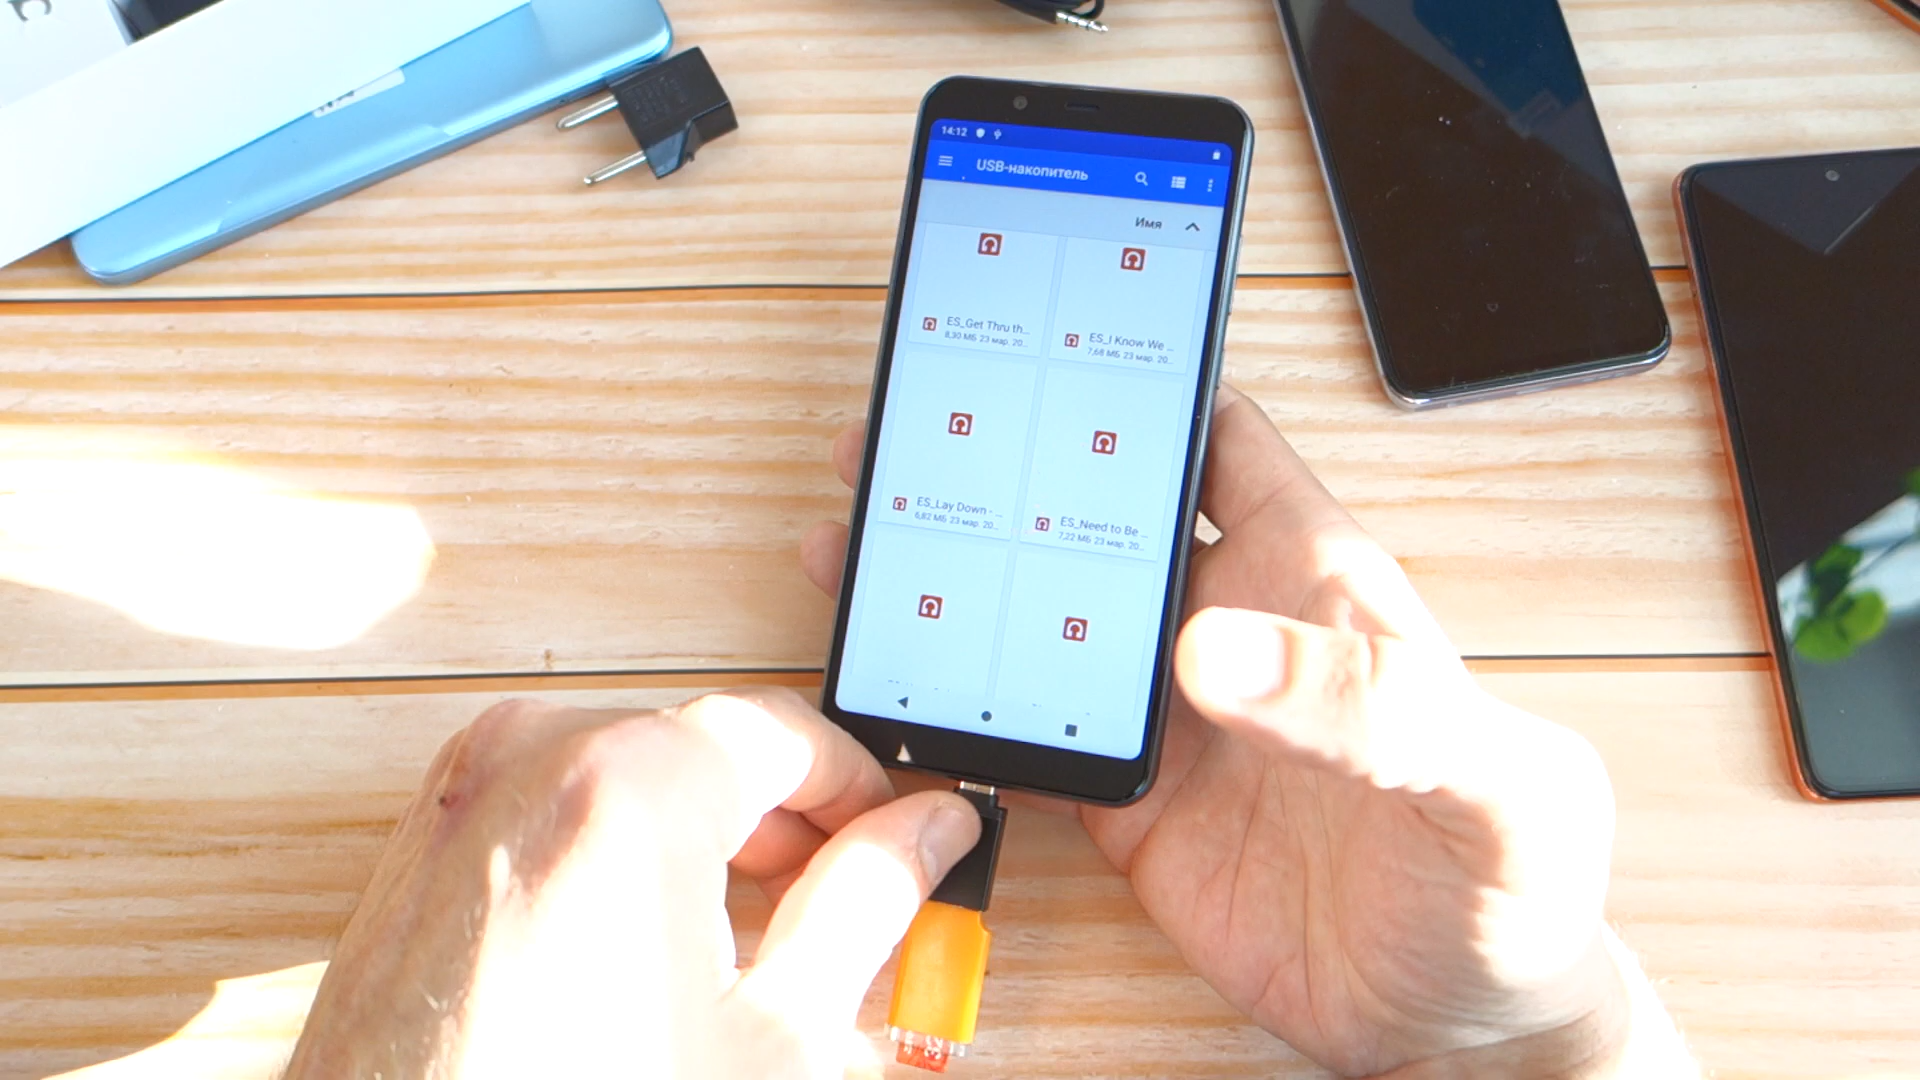 14:12
USB-накопитель
Имя
ES_Get Thru th...
8,30 МБ 23 мар. 20...
ES_I Know We ...
7,68 МБ 23 мар. 20...
ES_Lay Down - ...
6,82 МБ 23 мар. 20...
ES_Need to Be ...
7,22 МБ 23 мар. 20...